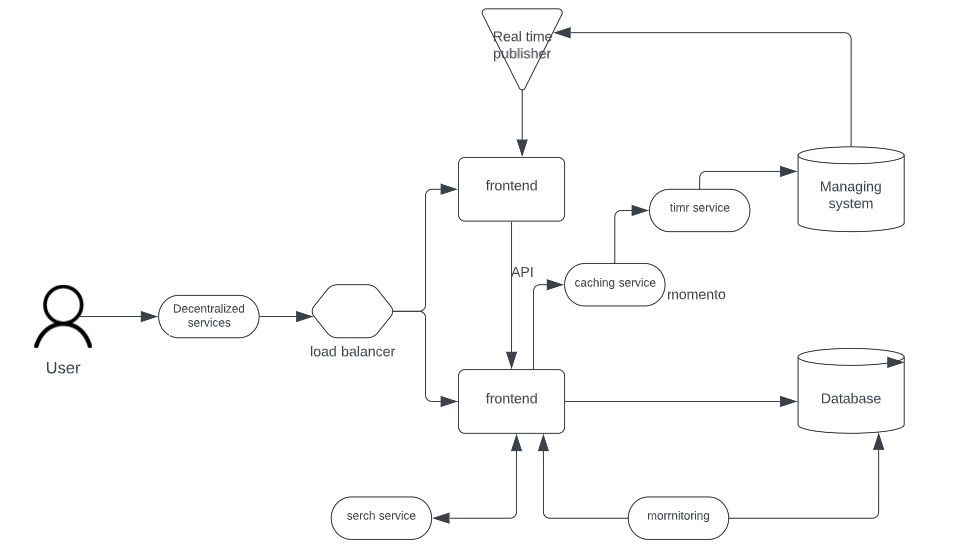 Real time
publisher
frontend
Managing
system
timr service
API
caching service
momento
Decentralized
services
load balancer
User
frontend
Database
serch service
morrnitoring